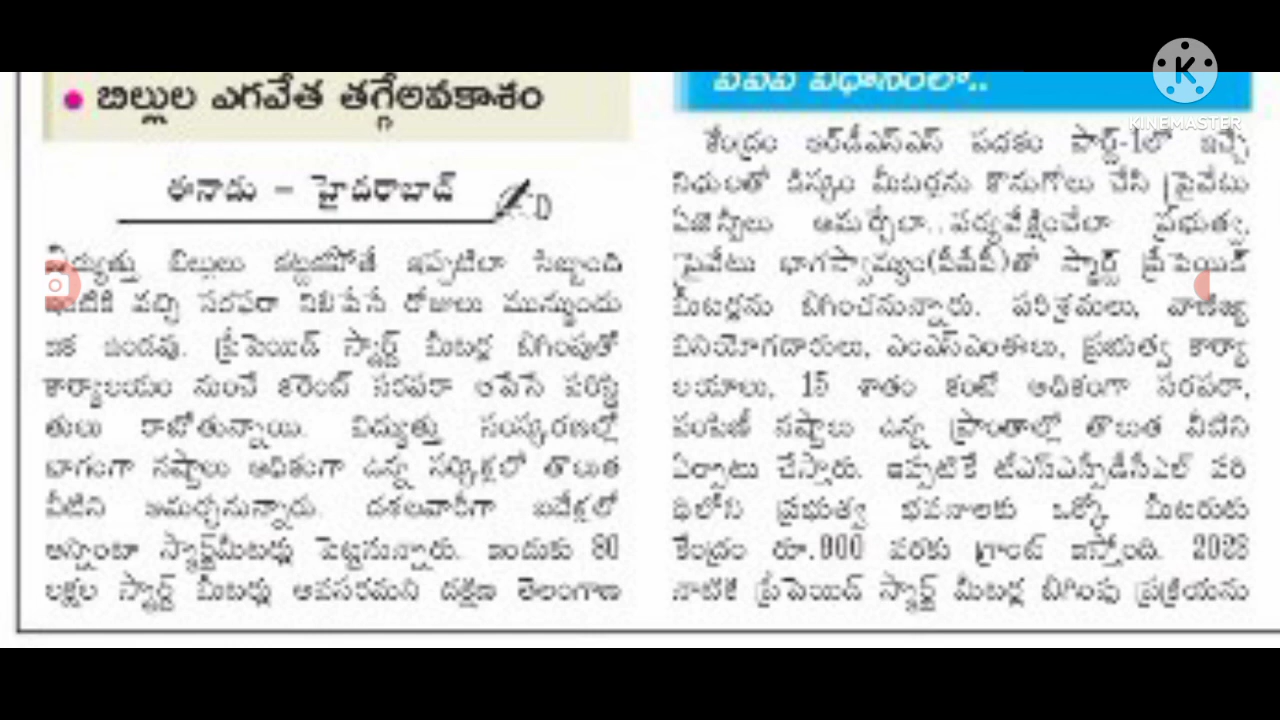 బిల్లుల ఎగవేత తగ్గే అవకాశం
ఈనాడు - హైదరాబాద్
విద్యుత్తు బిల్లులు కట్టకపోతే ఇప్పటిలా సిబ్బంది
ఇంటికి వచ్చి సరఫరా నిలిపేసే రోజులు మున్ముందు
ఇక ఉండవు. ప్రీపెయిడ్ స్మార్ట్ మీటర్ల బిగింపుతో
కార్యాలయం నుంచే కరెంట్ సరఫరా ఆపేసే పరిస్థి
తులు రాబోతున్నాయి. విద్యుత్తు సంస్కరణల్లో
భాగంగా నష్టాలు అధికంగా ఉన్న సర్కిళ్లలో తొలుత
వీటిని అమర్చనున్నారు. దశలవారీగా ఐదేళ్లలో
అన్నింటా స్మార్ట్‌మీటర్లు పెట్టనున్నారు. ఇందుకు 80
లక్షల స్మార్ట్ మీటర్లు అవసరమని దక్షిణ తెలంగాణ
పీపీపీ విధానంలో..
KINEMASTER
కేంద్రం ఆర్‌డీఎస్ఎస్ పథకం పార్ట్-1లో ఇచ్చే
నిధులతో డిస్కం మీటర్లను కొనుగోలు చేసి ప్రైవేటు
ఏజెన్సీలు అమర్చేలా.. పర్యవేక్షించేలా ప్రభుత్వ,
ప్రైవేటు భాగస్వామ్యం(పీపీపీ)తో స్మార్ట్ ప్రీపెయిడ్
మీటర్లను బిగించనున్నారు. పరిశ్రమలు, వాణిజ్య
వినియోగదారులు, ఎంఎస్ఎంఈలు, ప్రభుత్వ కార్యా
లయాలు, 15 శాతం కంటే అధికంగా సరఫరా,
పంపిణీ నష్టాలు ఉన్న ప్రాంతాల్లో తొలుత వీటిని
ఏర్పాటు చేస్తారు. ఇప్పటికే టీఎస్ఎస్పీడీసీఎల్ పరి
ధిలోని ప్రభుత్వ భవనాలకు ఒక్కో మీటరుకు
కేంద్రం రూ.900 వరకు గ్రాంట్ ఇస్తోంది. 2026
నాటికి ప్రీపెయిడ్ స్మార్ట్ మీటర్ల బిగింపు ప్రక్రియను